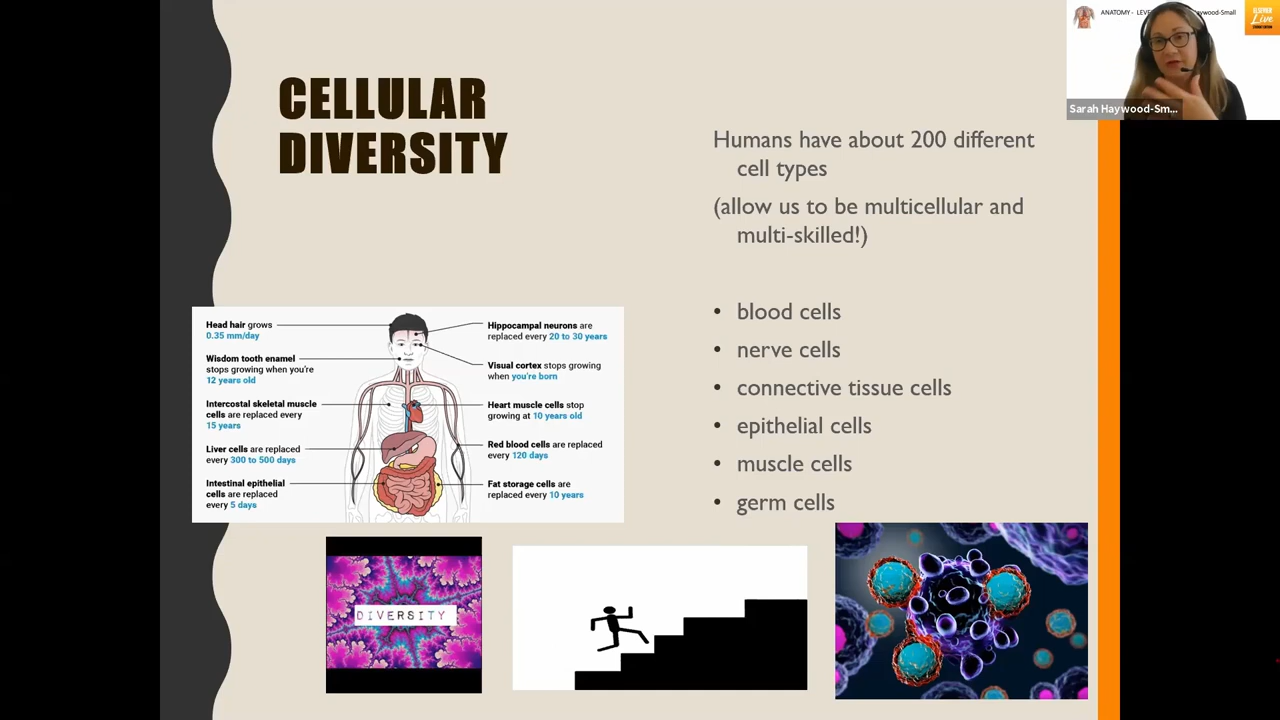 CELLULAR
DIVERSITY
Humans have about 200 different
cell types
(allow us to be multicellular and
multi-skilled!)
• blood cells
• nerve cells
• connective tissue cells
• epithelial cells
• muscle cells
• germ cells
Head hair grows
0.35 mm/day
Wisdom tooth enamel
stops growing when you're
12 years old
Intercostal skeletal muscle
cells are replaced every
15 years
Liver cells are replaced
every 300 to 500 days
Intestinal epithelial
cells are replaced
every 5 days
Hippocampal neurons are
replaced every 20 to 30 years
Visual cortex stops growing
when you're born
Heart muscle cells stop
growing at 10 years old
Red blood cells are replaced
every 120 days
Fat storage cells are
replaced every 10 years
DIVERSITY
ANATOMY - LEVE
aywood-Small
ELSEVIER
Live
Sarah Haywood-Sm...